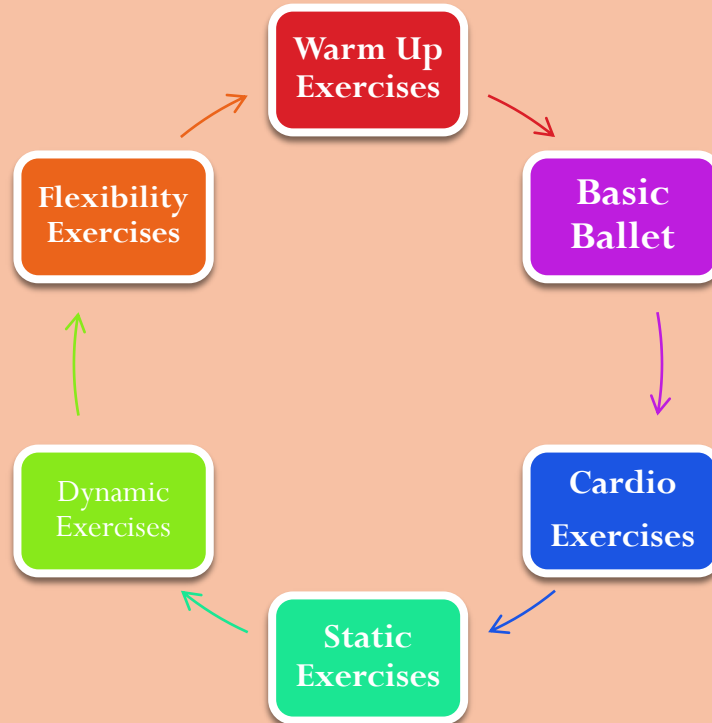 Warm Up
Exercises
Basic
Ballet
Cardio
Exercises
Static
Exercises
Dynamic
Exercises
Flexibility
Exercises